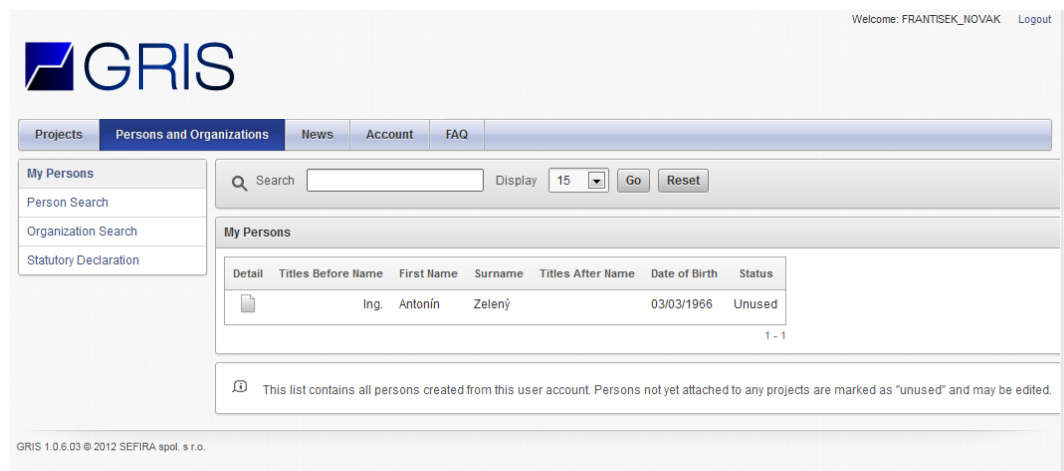 Welcome: FRANTISEK_NOVAK Logout
GRIS
Projects Persons and Organizations News Account FAQ
My Persons
Person Search
Organization Search
Statutory Declaration
Search Display 15 Go Reset
My Persons
Detail Titles Before Name First Name Surname Titles After Name Date of Birth Status
Ing. Antonín Zelený 03/03/1966 Unused
1 - 1
This list contains all persons created from this user account. Persons not yet attached to any projects are marked as "unused" and may be edited.
GRIS 1.0.6.03 © 2012 SEFIRA spol. s r.o.